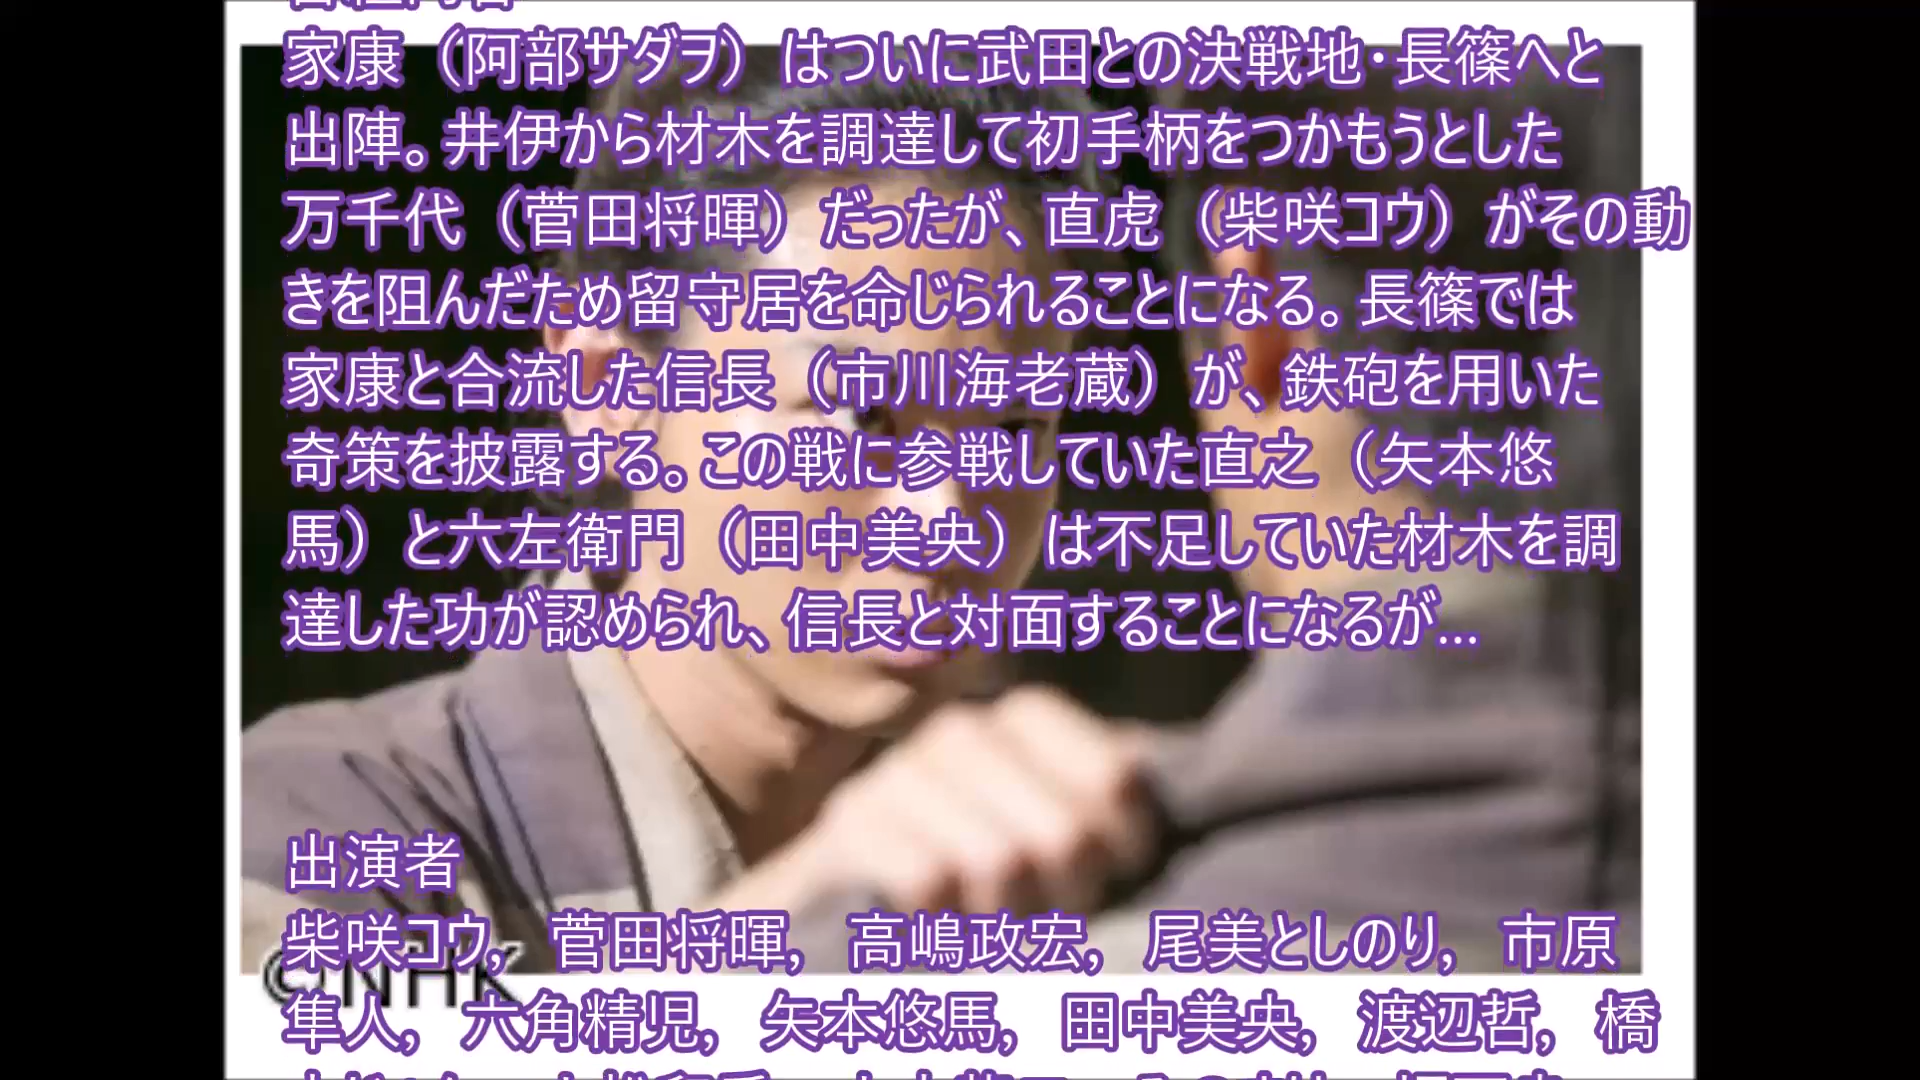 家康（阿部サダヲ）はついに武田との決戦地・長篠へと
出陣。井伊から材木を調達して初手柄をつかもうとした
万千代（菅田将暉）だったが、直虎（柴咲コウ）がその動
きを阻んだため留守居を命じられることになる。長篠では
家康と合流した信長（市川海老蔵）が、鉄砲を用いた
奇策を披露する。この戦に参戦していた直之（矢本悠
馬）と六左衛門（田中美央）は不足していた材木を調
達した功が認められ、信長と対面することになるが...
出演者
柴咲コウ, 菅田将暉, 高嶋政宏, 尾美としのり, 市原
©NHK
隼人, 六角精児, 矢本悠馬, 田中美央, 渡辺哲, 橋